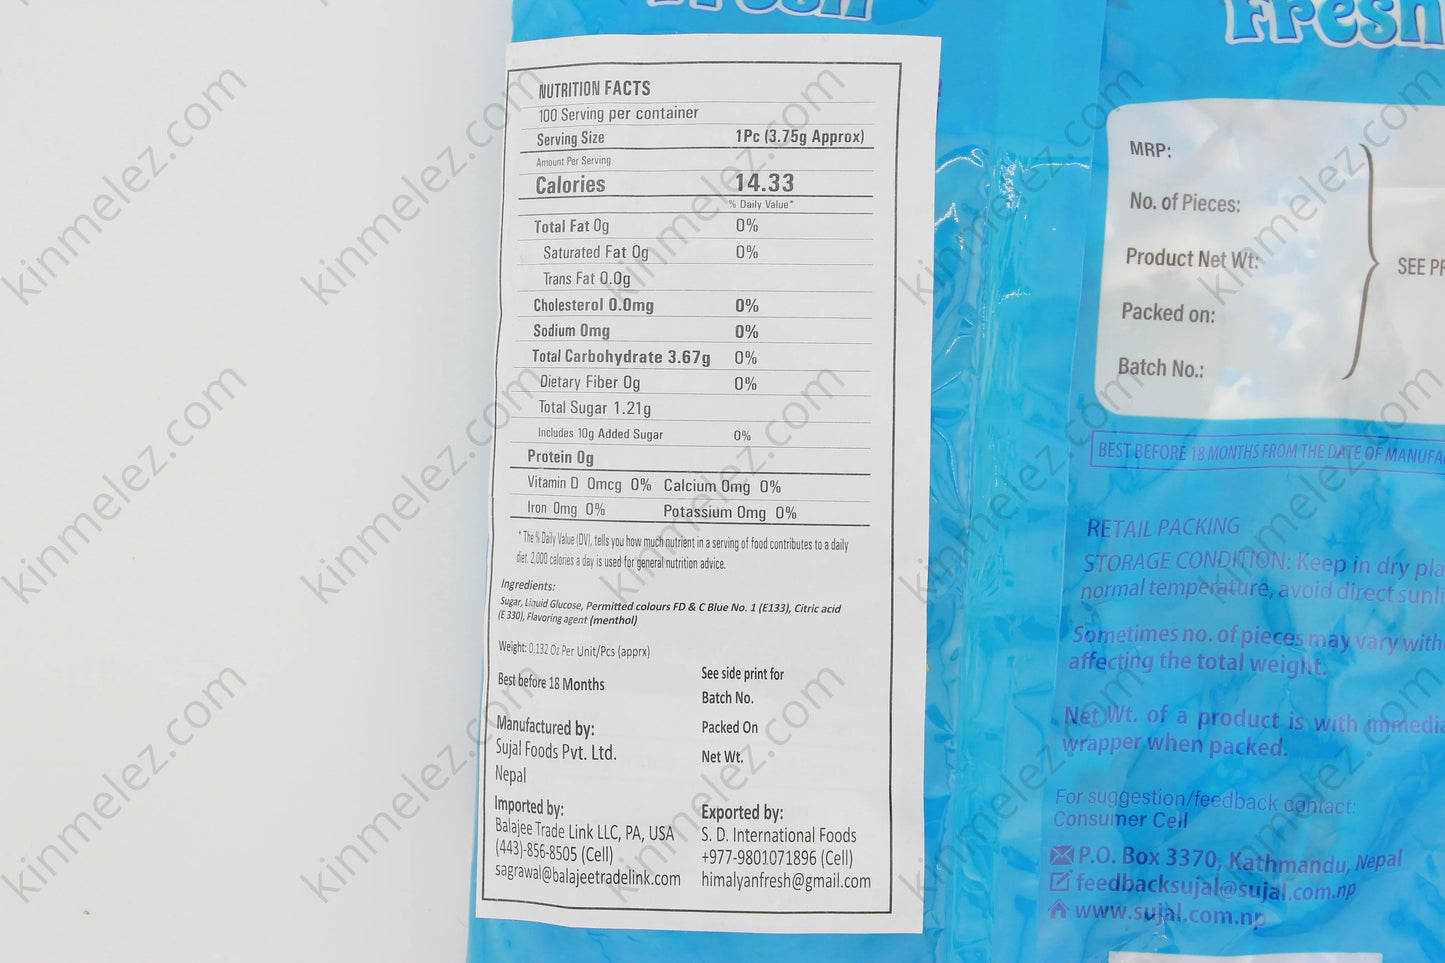 Fresh
NUTRITION FACTS
100 Serving per container
Serving Size 1Pc (3.75g Approx)
Amount Per Serving
Calories 14.33
% Daily Value*
Total Fat 0g 0%
Saturated Fat 0g 0%
Trans Fat 0.0g
Cholesterol 0.0mg 0%
Sodium 0mg 0%
Total Carbohydrate 3.67g 0%
Dietary Fiber 0g 0%
Total Sugar 1.21g
Includes 10g Added Sugar 0%
Protein 0g
Vitamin D 0mcg 0% Calcium 0mg 0%
Iron 0mg 0% Potassium 0mg 0%
* The % Daily Value (DV), tells you how much nutrient in a serving of food contributes to a daily
diet. 2,000 calories a day is used for general nutrition advice.
Ingredients:
Sugar, Liquid Glucose, Permitted colours FD & C Blue No. 1 (E133), Citric acid
(E 330), Flavoring agent (menthol)
Weight: 0.132 Oz Per Unit/Pcs (apprx)
Best before 18 Months
See side print for
Batch No.
Packed On
Net Wt.
Manufactured by:
Sujal Foods Pvt. Ltd.
Nepal
Imported by:
Balajee Trade Link LLC, PA, USA
(443)-856-8505 (Cell)
sagrawal@balajeetradelink.com
Exported by:
S. D. International Foods
+977-9801071896 (Cell)
himalyanfresh@gmail.com
Fresh
MRP:
No. of Pieces:
Product Net Wt:
Packed on:
Batch No.:
SEE
BEST BEFORE 18 MONTHS FROM THE DATE OF
RETAIL PACKING
STORAGE CONDITION: Keep in dry
normal temperature, avoid direct
Sometimes no. of pieces may vary
affecting the total weight.
Net Wt. of a product is with
wrapper when packed.
For suggestion/feedback contact:
Consumer Cell
P.O. Box 3370, Kathmandu, Nepal
feedbacksujal@sujal.com.np
www.sujal.com.np
kinmelez.com